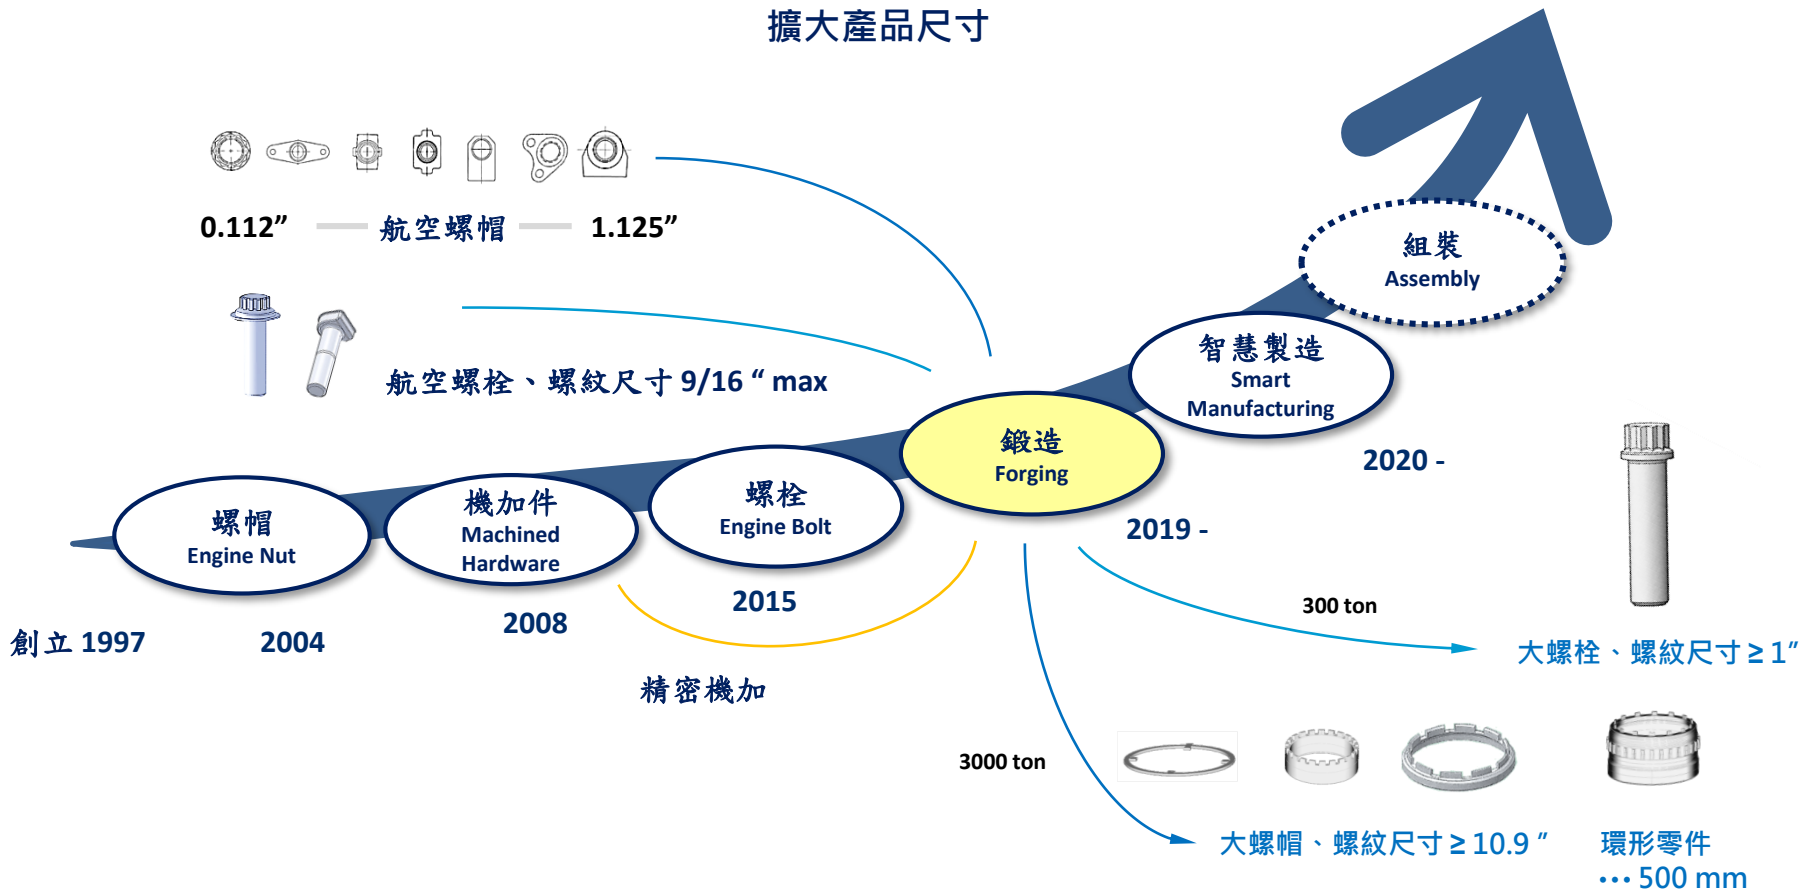 擴大產品尺寸
0.112” 航空螺帽 1.125”
航空螺栓、螺紋尺寸 9/16 “ max
組裝
Assembly
智慧製造
Smart
Manufacturing
2020 -
鍛造
Forging
2019 -
螺栓
Engine Bolt
2015
機加件
Machined
Hardware
2008
螺帽
Engine Nut
2004
創立 1997
精密機加
300 ton
大螺栓、螺紋尺寸 ≥ 1”
3000 ton
大螺帽、螺紋尺寸 ≥ 10.9 ”
環形零件
… 500 mm